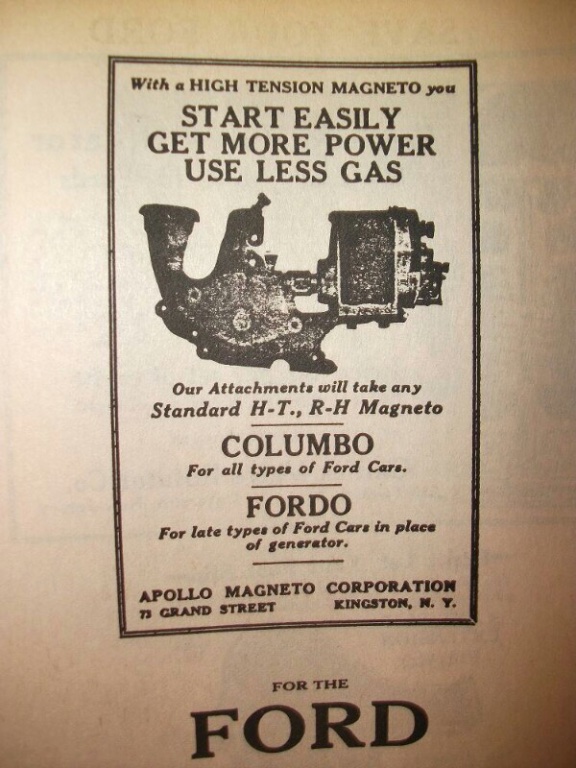 With a HIGH TENSION MAGNETO you
START EASILY
GET MORE POWER
USE LESS GAS
Our Attachments will take any
Standard H-T., R-H Magneto
COLUMBO
For all types of Ford Cars.
FORDO
For late types of Ford Cars in place
of generator.
APOLLO MAGNETO CORPORATION
73 GRAND STREET KINGSTON, N. Y.
FOR THE
FORD